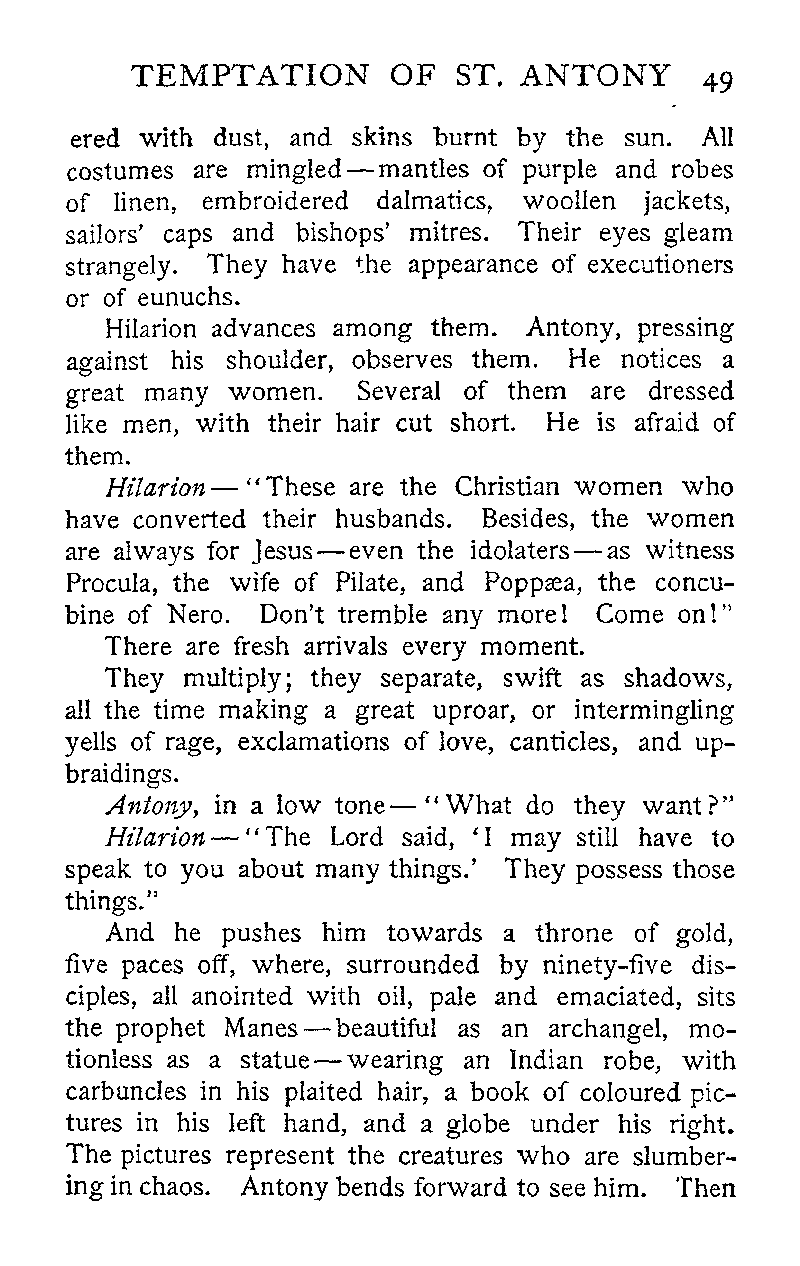 TEMPTATION OF ST. ANTONY 49
ered with dust, and skins burnt by the sun. All
costumes are mingled—mantles of purple and robes
of linen, embroidered dalmatics, woollen jackets,
sailors' caps and bishops' mitres. Their eyes gleam
strangely. They have the appearance of executioners
or of eunuchs.
Hilarion advances among them. Antony, pressing
against his shoulder, observes them. He notices a
great many women. Several of them are dressed
like men, with their hair cut short. He is afraid of
them.
Hilarion—"These are the Christian women who
have converted their husbands. Besides, the women
are always for Jesus—even the idolaters—as witness
Procula, the wife of Pilate, and Poppæa, the concu-
bine of Nero. Don't tremble any more! Come on!"
There are fresh arrivals every moment.
They multiply; they separate, swift as shadows,
all the time making a great uproar, or intermingling
yells of rage, exclamations of love, canticles, and up-
braidings.
Antony, in a low tone—"What do they want?"
Hilarion—"The Lord said, 'I may still have to
speak to you about many things.' They possess those
things."
And he pushes him towards a throne of gold,
five paces off, where, surrounded by ninety-five dis-
ciples, all anointed with oil, pale and emaciated, sits
the prophet Manes—beautiful as an archangel, mo-
tionless as a statue—wearing an Indian robe, with
carbuncles in his plaited hair, a book of coloured pic-
tures in his left hand, and a globe under his right.
The pictures represent the creatures who are slumber-
ing in chaos. Antony bends forward to see him. Then